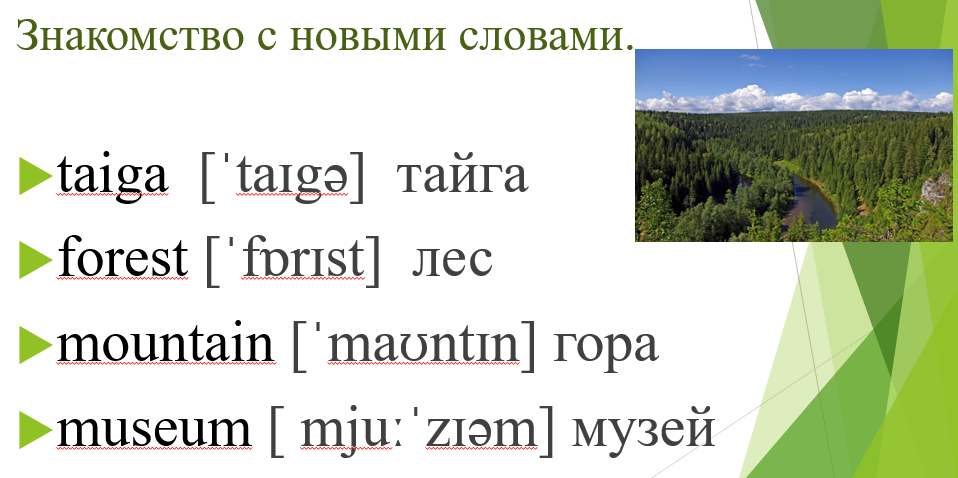 Знакомство с новыми словами.
taiga [ˈtaɪgə] тайга
forest [ˈfɒrɪst] лес
mountain [ˈmaʊntɪn] гора
museum [ mjuːˈzɪəm] музей